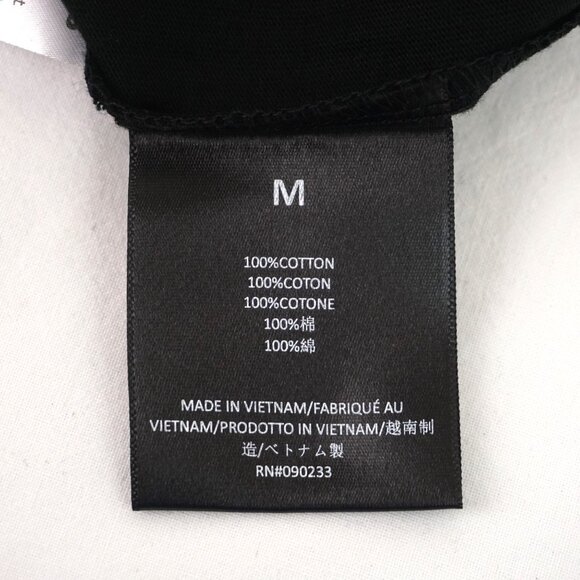 M
100%COTTON
100%COTON
100%COTONE
100%棉
100%綿
MADE IN VIETNAM/FABRIQUÉ AU
VIETNAM/PRODOTTO IN VIETNAM/越南制
造/ベトナム製
RN#090233